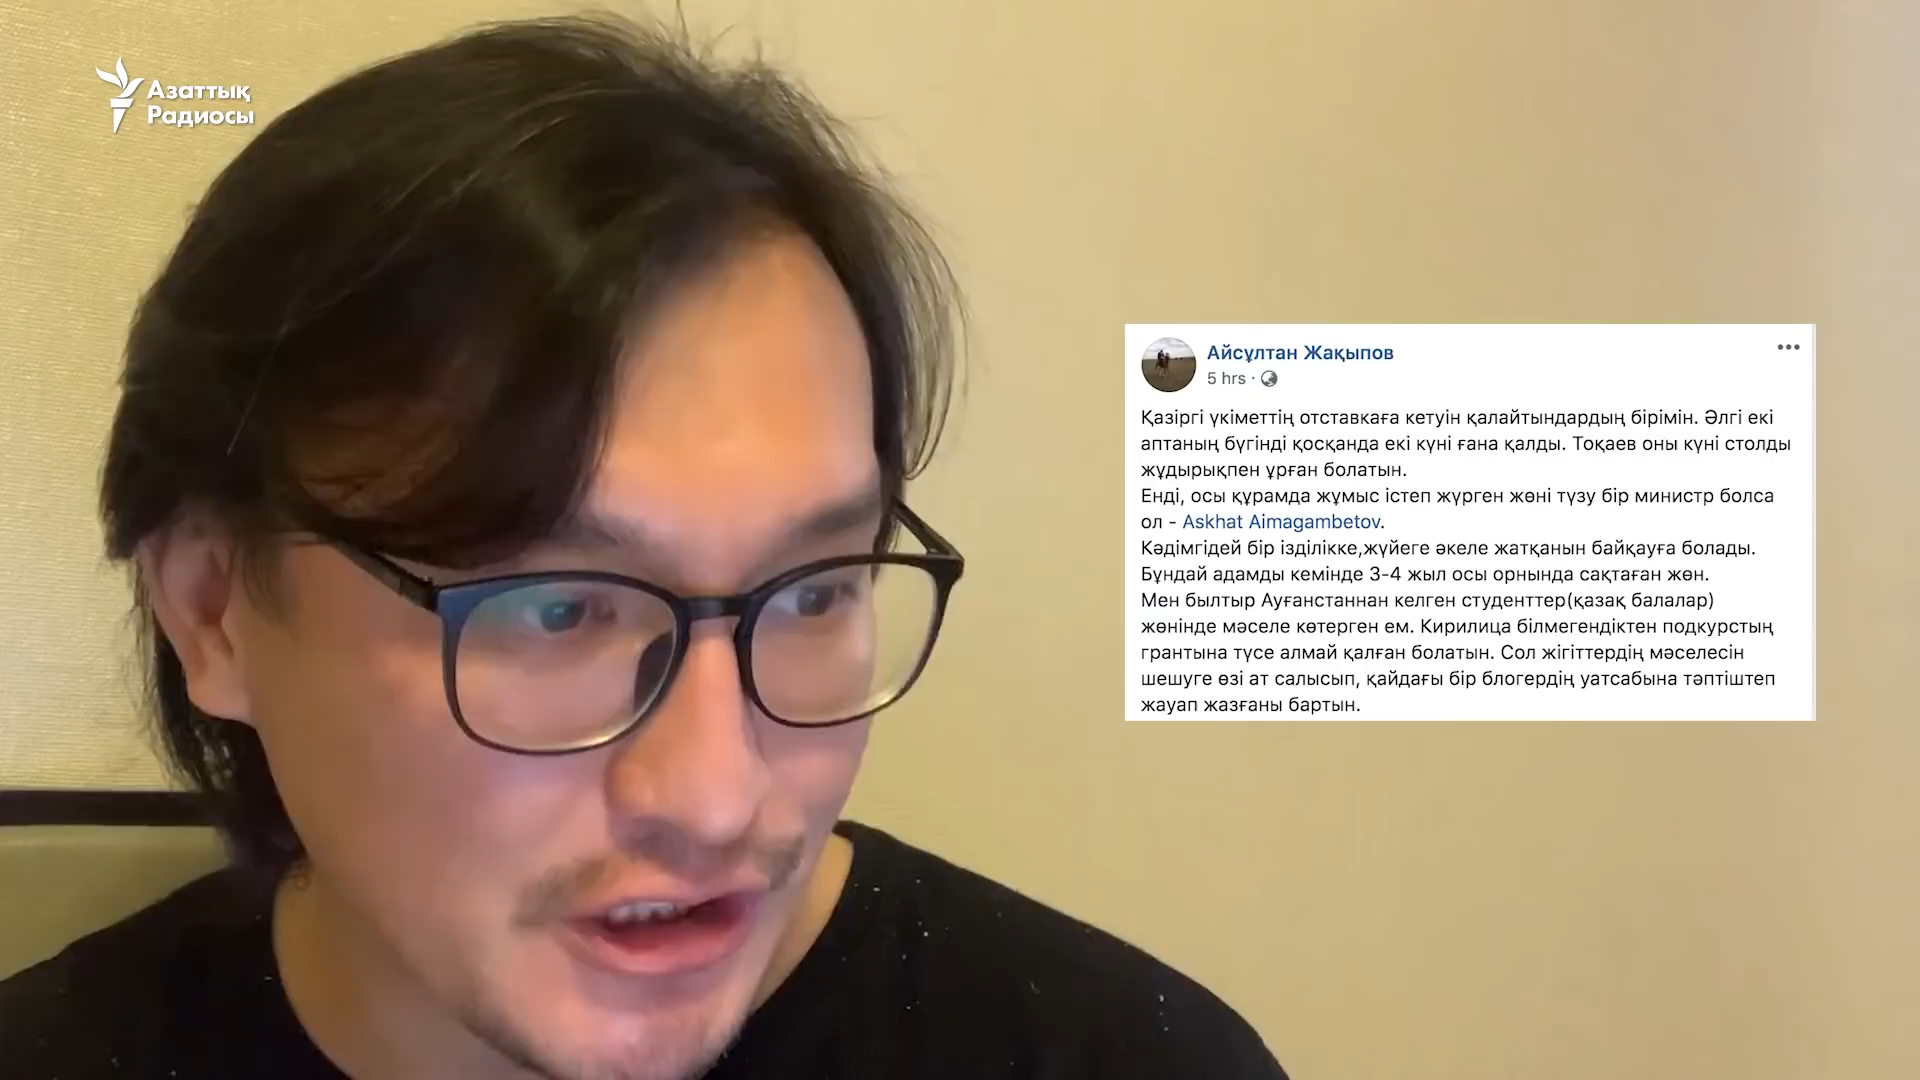 Азаттық
Радиосы
Айсұлтан Жақыпов
5 hrs ·
Қазіргі үкіметтің отставкаға кетуін қалайтындардың бірімін. Әлгі екі
аптаның бүгінді қосқанда екі күні ғана қалды. Тоқаев оны күні столды
жұдырықпен ұрған болатын.
Енді, осы құрамда жұмыс істеп жүрген жөні түзу бір министр болса
ол - Askhat Aimagambetov.
Кәдімгідей бір ізділікке,жүйеге әкеле жатқанын байқауға болады.
Бұндай адамды кемінде 3-4 жыл осы орнында сақтаған жөн.
Мен былтыр Ауғанстаннан келген студенттер(қазақ балалар)
жөнінде мәселе көтерген ем. Кирилица білмегендіктен подкурстың
грантына түсе алмай қалған болатын. Сол жігіттердің мәселесін
шешуге өзі ат салысып, қайдағы бір блогердің уатсабына тәптіштеп
жауап жазғаны бартын.